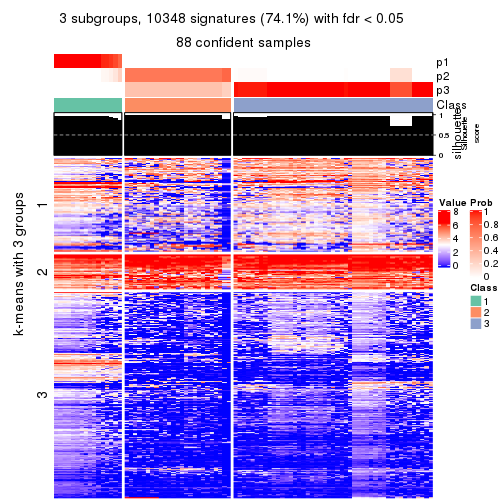 3 subgroups, 10348 signatures (74.1%) with fdr < 0.05
88 confident samples
p1
p2
p3
Class
1
0.5
0
silhouette
Silhouette
score
k-means with 3 groups
1
2
3
Value
8
6
4
2
0
Prob
1
0.8
0.6
0.4
0.2
0
Class
1
2
3